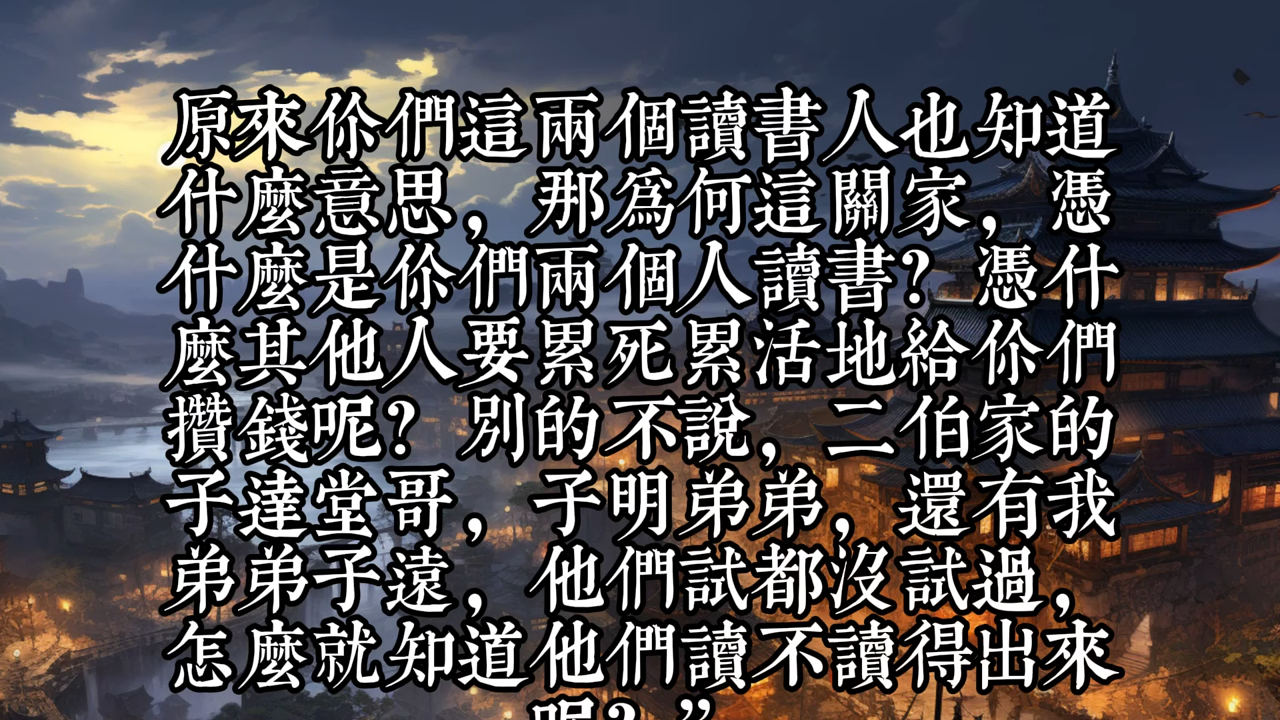 原來伱們這兩個讀書人也知道
什麼意思，那爲何這關家，憑
什麼是伱們兩個人讀書？憑什
麼其他人要累死累活地給伱們
攢錢呢？別的不說，二伯家的
子達堂哥，子明弟弟，還有我
弟弟子遠，他們試都沒試過，
怎麼就知道他們讀不讀得出來
呢？”